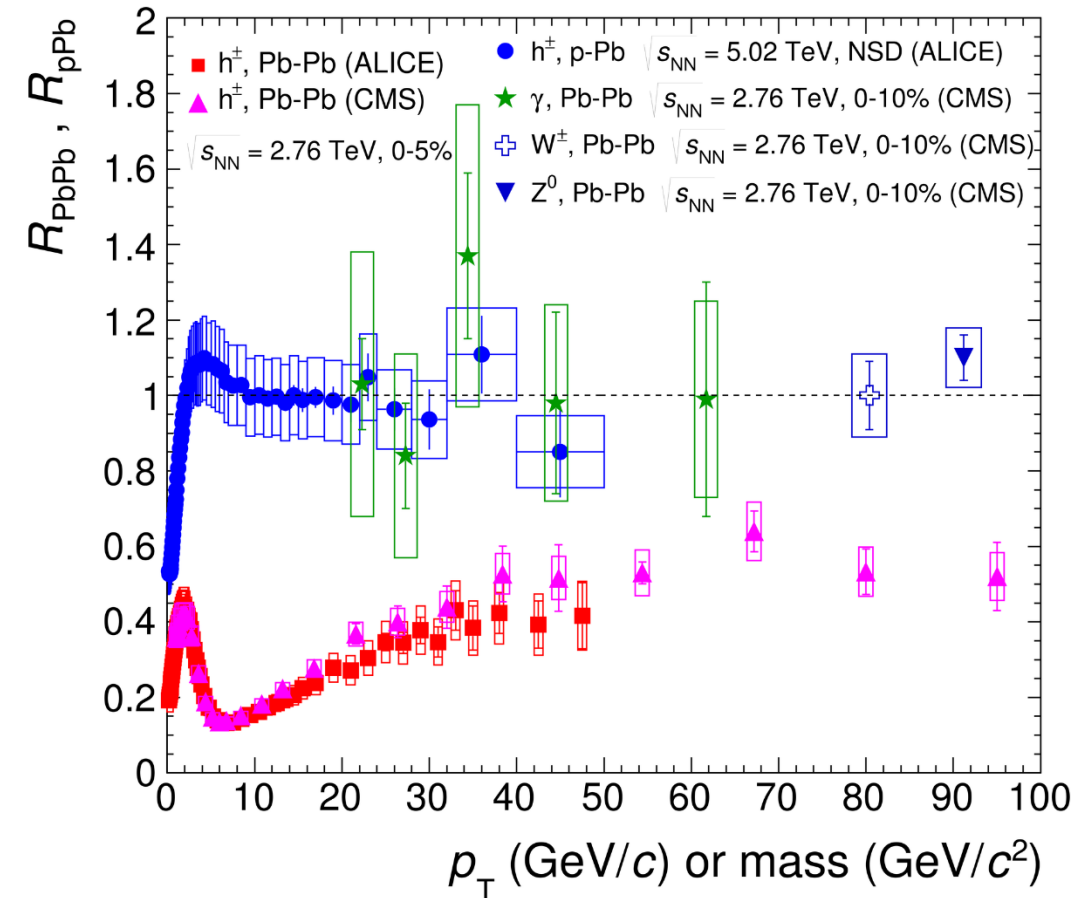 R_PbPb , R_pPb
2
1.8
1.6
1.4
1.2
1
0.8
0.6
0.4
0.2
0
h±, Pb-Pb (ALICE)
h±, Pb-Pb (CMS)
√s_NN = 2.76 TeV, 0-5%
h±, p-Pb √s_NN = 5.02 TeV, NSD (ALICE)
γ, Pb-Pb √s_NN = 2.76 TeV, 0-10% (CMS)
W±, Pb-Pb √s_NN = 2.76 TeV, 0-10% (CMS)
Z⁰, Pb-Pb √s_NN = 2.76 TeV, 0-10% (CMS)
0 10 20 30 40 50 60 70 80 90 100
p_T (GeV/c) or mass (GeV/c²)